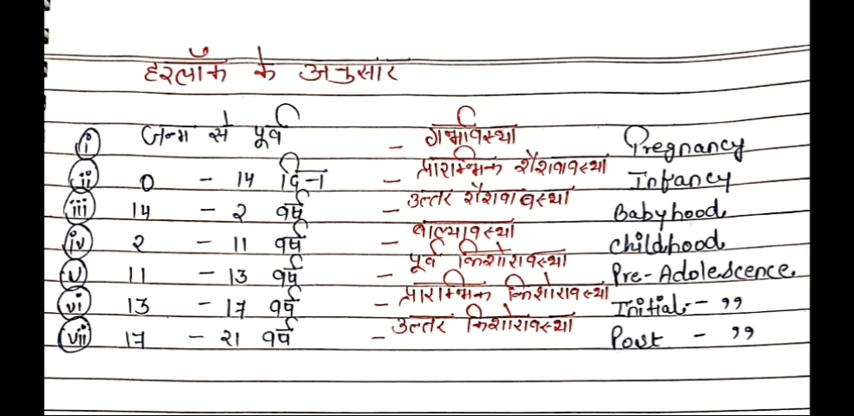 हरलॉक के अनुसार
(i) जन्म से पूर्व - गर्भावस्था Pregnancy
(ii) 0 - 14 दिन - प्रारम्भिक शैशवावस्था Infancy
(iii) 14 - 2 वर्ष - उत्तर शैशवावस्था Babyhood
(iv) 2 - 11 वर्ष - बाल्यावस्था Childhood
(v) 11 - 13 वर्ष - पूर्व किशोरावस्था Pre-Adolescence
(vi) 13 - 17 वर्ष - प्रारम्भिक किशोरावस्था Initial - ,,
(vii) 17 - 21 वर्ष - उत्तर किशोरावस्था Post - ,,